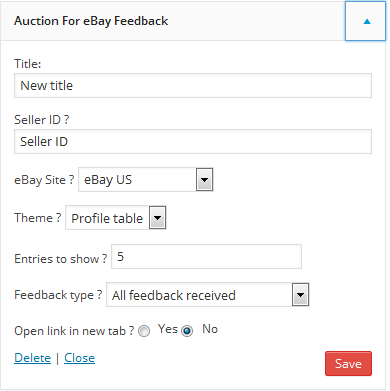 Auction For eBay Feedback
Title:
New title
Seller ID ?
Seller ID
eBay Site ? eBay US
Theme ? Profile table
Entries to show ? 5
Feedback type ? All feedback received
Open link in new tab ? Yes No
Delete | Close Save